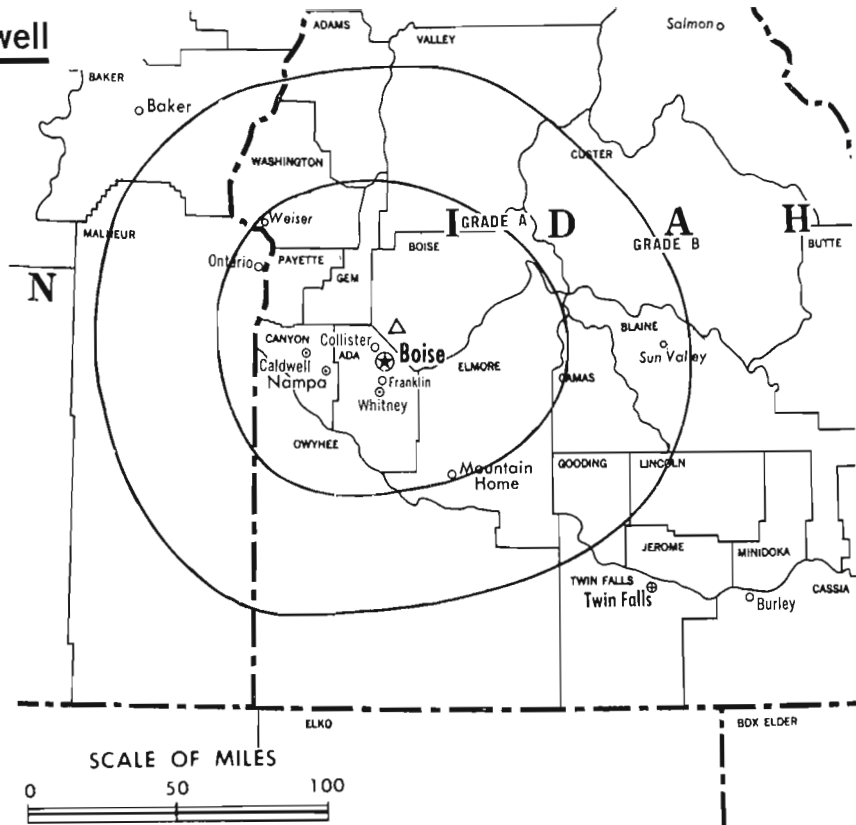 well
ADAMS
VALLEY
Salmon
BAKER
Baker
WASHINGTON
CUSTER
Weiser
I GRADE A D A H
MALHEUR
BOISE
GRADE B
BUTTE
Ontario
PAYETTE
GEM
N
BLAINE
CANYON
Collister
ADA
Boise
Sun Valley
Caldwell
Nampa
Franklin
ELMORE
CAMAS
Whitney
OWYHEE
Mountain
Home
GOODING
LINCOLN
JEROME
MINIDOKA
TWIN FALLS
CASSIA
Twin Falls
Burley
ELKO
BOX ELDER
SCALE OF MILES
0 50 100